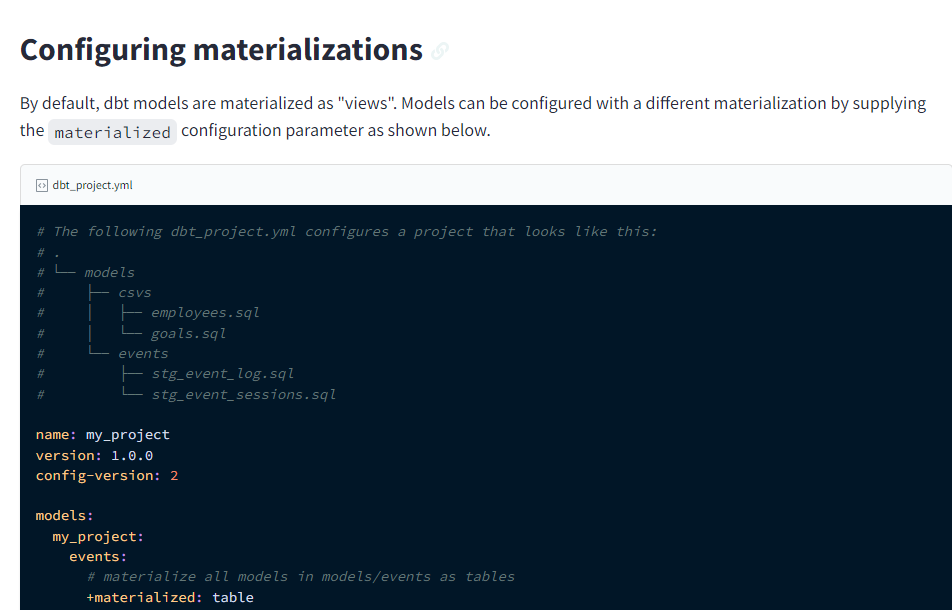 Configuring materializations
By default, dbt models are materialized as "views". Models can be configured with a different materialization by supplying
the materialized configuration parameter as shown below.
dbt_project.yml
# The following dbt_project.yml configures a project that looks like this:
# .
# └── models
#     ├── csvs
#     │   ├── employees.sql
#     │   └── goals.sql
#     └── events
#         ├── stg_event_log.sql
#         └── stg_event_sessions.sql
name: my_project
version: 1.0.0
config-version: 2
models:
  my_project:
    events:
      # materialize all models in models/events as tables
      +materialized: table